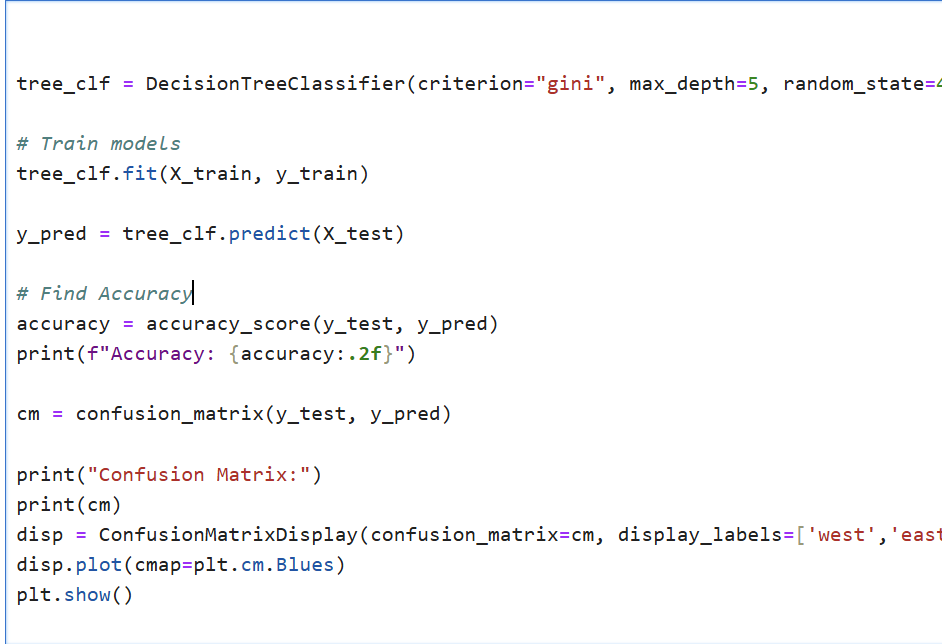 tree_clf = DecisionTreeClassifier(criterion="gini", max_depth=5, random_state=4
# Train models
tree_clf.fit(X_train, y_train)
y_pred = tree_clf.predict(X_test)
# Find Accuracy
accuracy = accuracy_score(y_test, y_pred)
print(f"Accuracy: {accuracy:.2f}")
cm = confusion_matrix(y_test, y_pred)
print("Confusion Matrix:")
print(cm)
disp = ConfusionMatrixDisplay(confusion_matrix=cm, display_labels=['west','east
disp.plot(cmap=plt.cm.Blues)
plt.show()